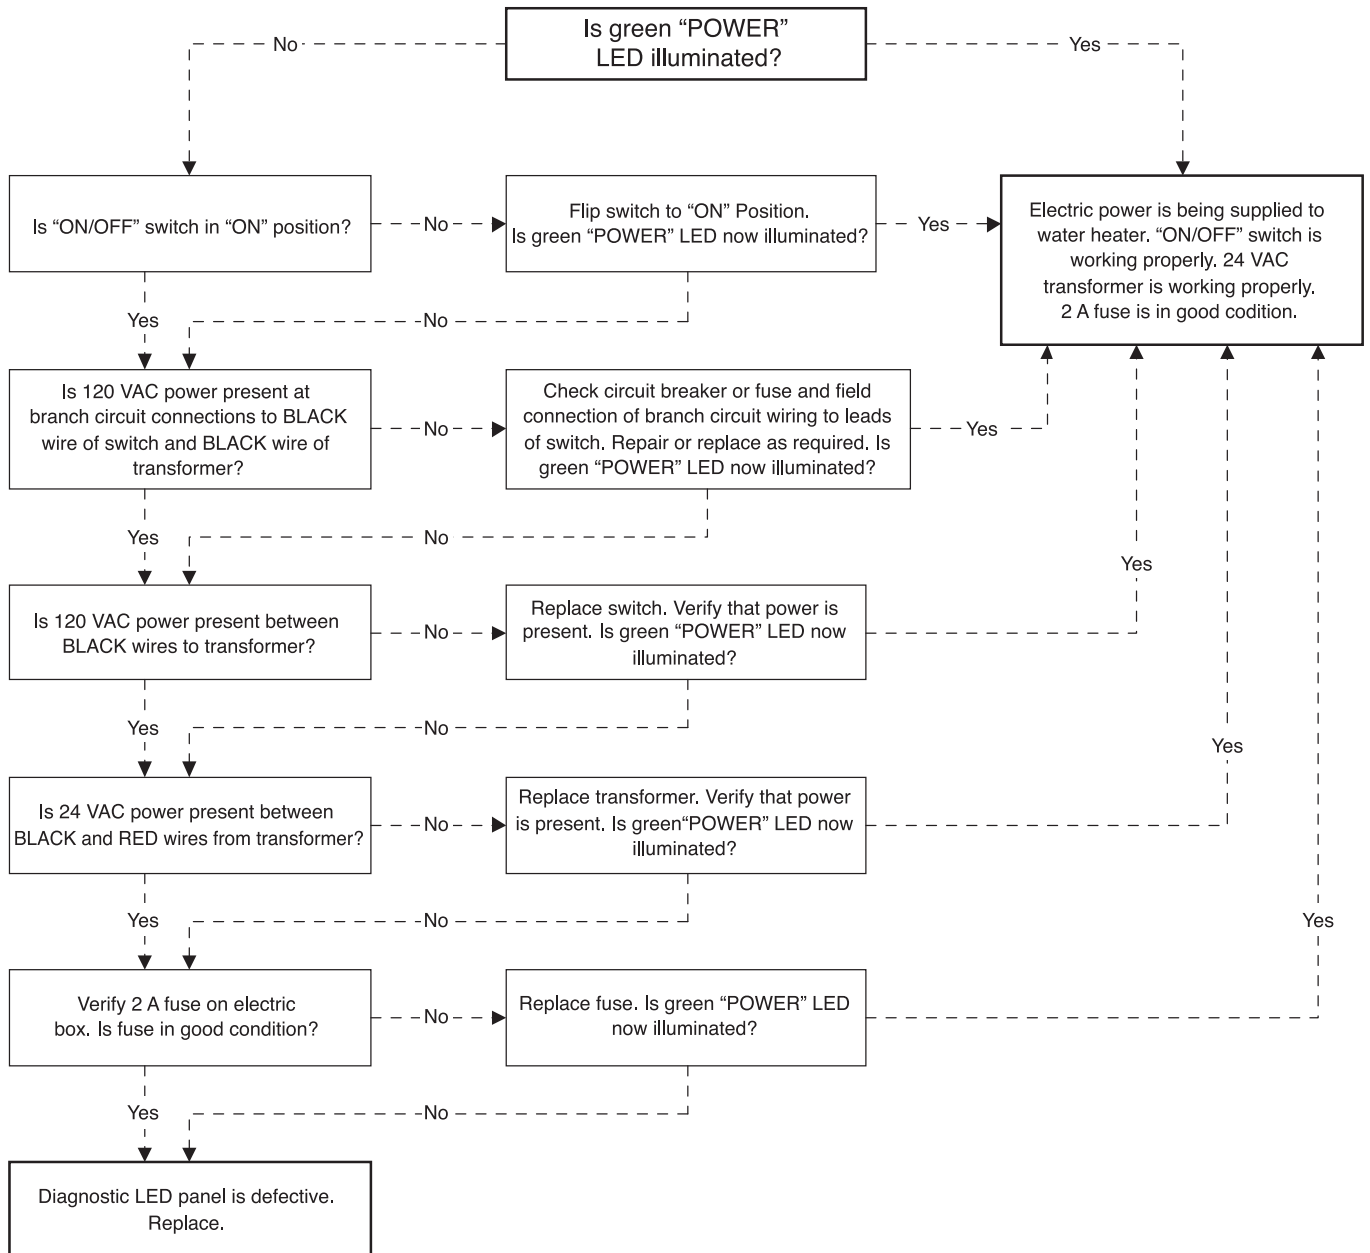 Is green “POWER”
LED illuminated?
No
Yes
Is “ON/OFF” switch in “ON” position?
No
Flip switch to “ON” Position.
Is green “POWER” LED now illuminated?
Yes
Electric power is being supplied to
water heater. “ON/OFF” switch is
working properly. 24 VAC
transformer is working properly.
2 A fuse is in good codition.
Yes
No
Is 120 VAC power present at
branch circuit connections to BLACK
wire of switch and BLACK wire of
transformer?
No
Check circuit breaker or fuse and field
connection of branch circuit wiring to leads
of switch. Repair or replace as required. Is
green “POWER” LED now illuminated?
Yes
Yes
No
Yes
Is 120 VAC power present between
BLACK wires to transformer?
No
Replace switch. Verify that power is
present. Is green “POWER” LED now
illuminated?
Yes
No
Yes
Is 24 VAC power present between
BLACK and RED wires from transformer?
No
Replace transformer. Verify that power
is present. Is green“POWER” LED now
illuminated?
Yes
No
Yes
Verify 2 A fuse on electric
box. Is fuse in good condition?
No
Replace fuse. Is green “POWER” LED
now illuminated?
Yes
No
Diagnostic LED panel is defective.
Replace.